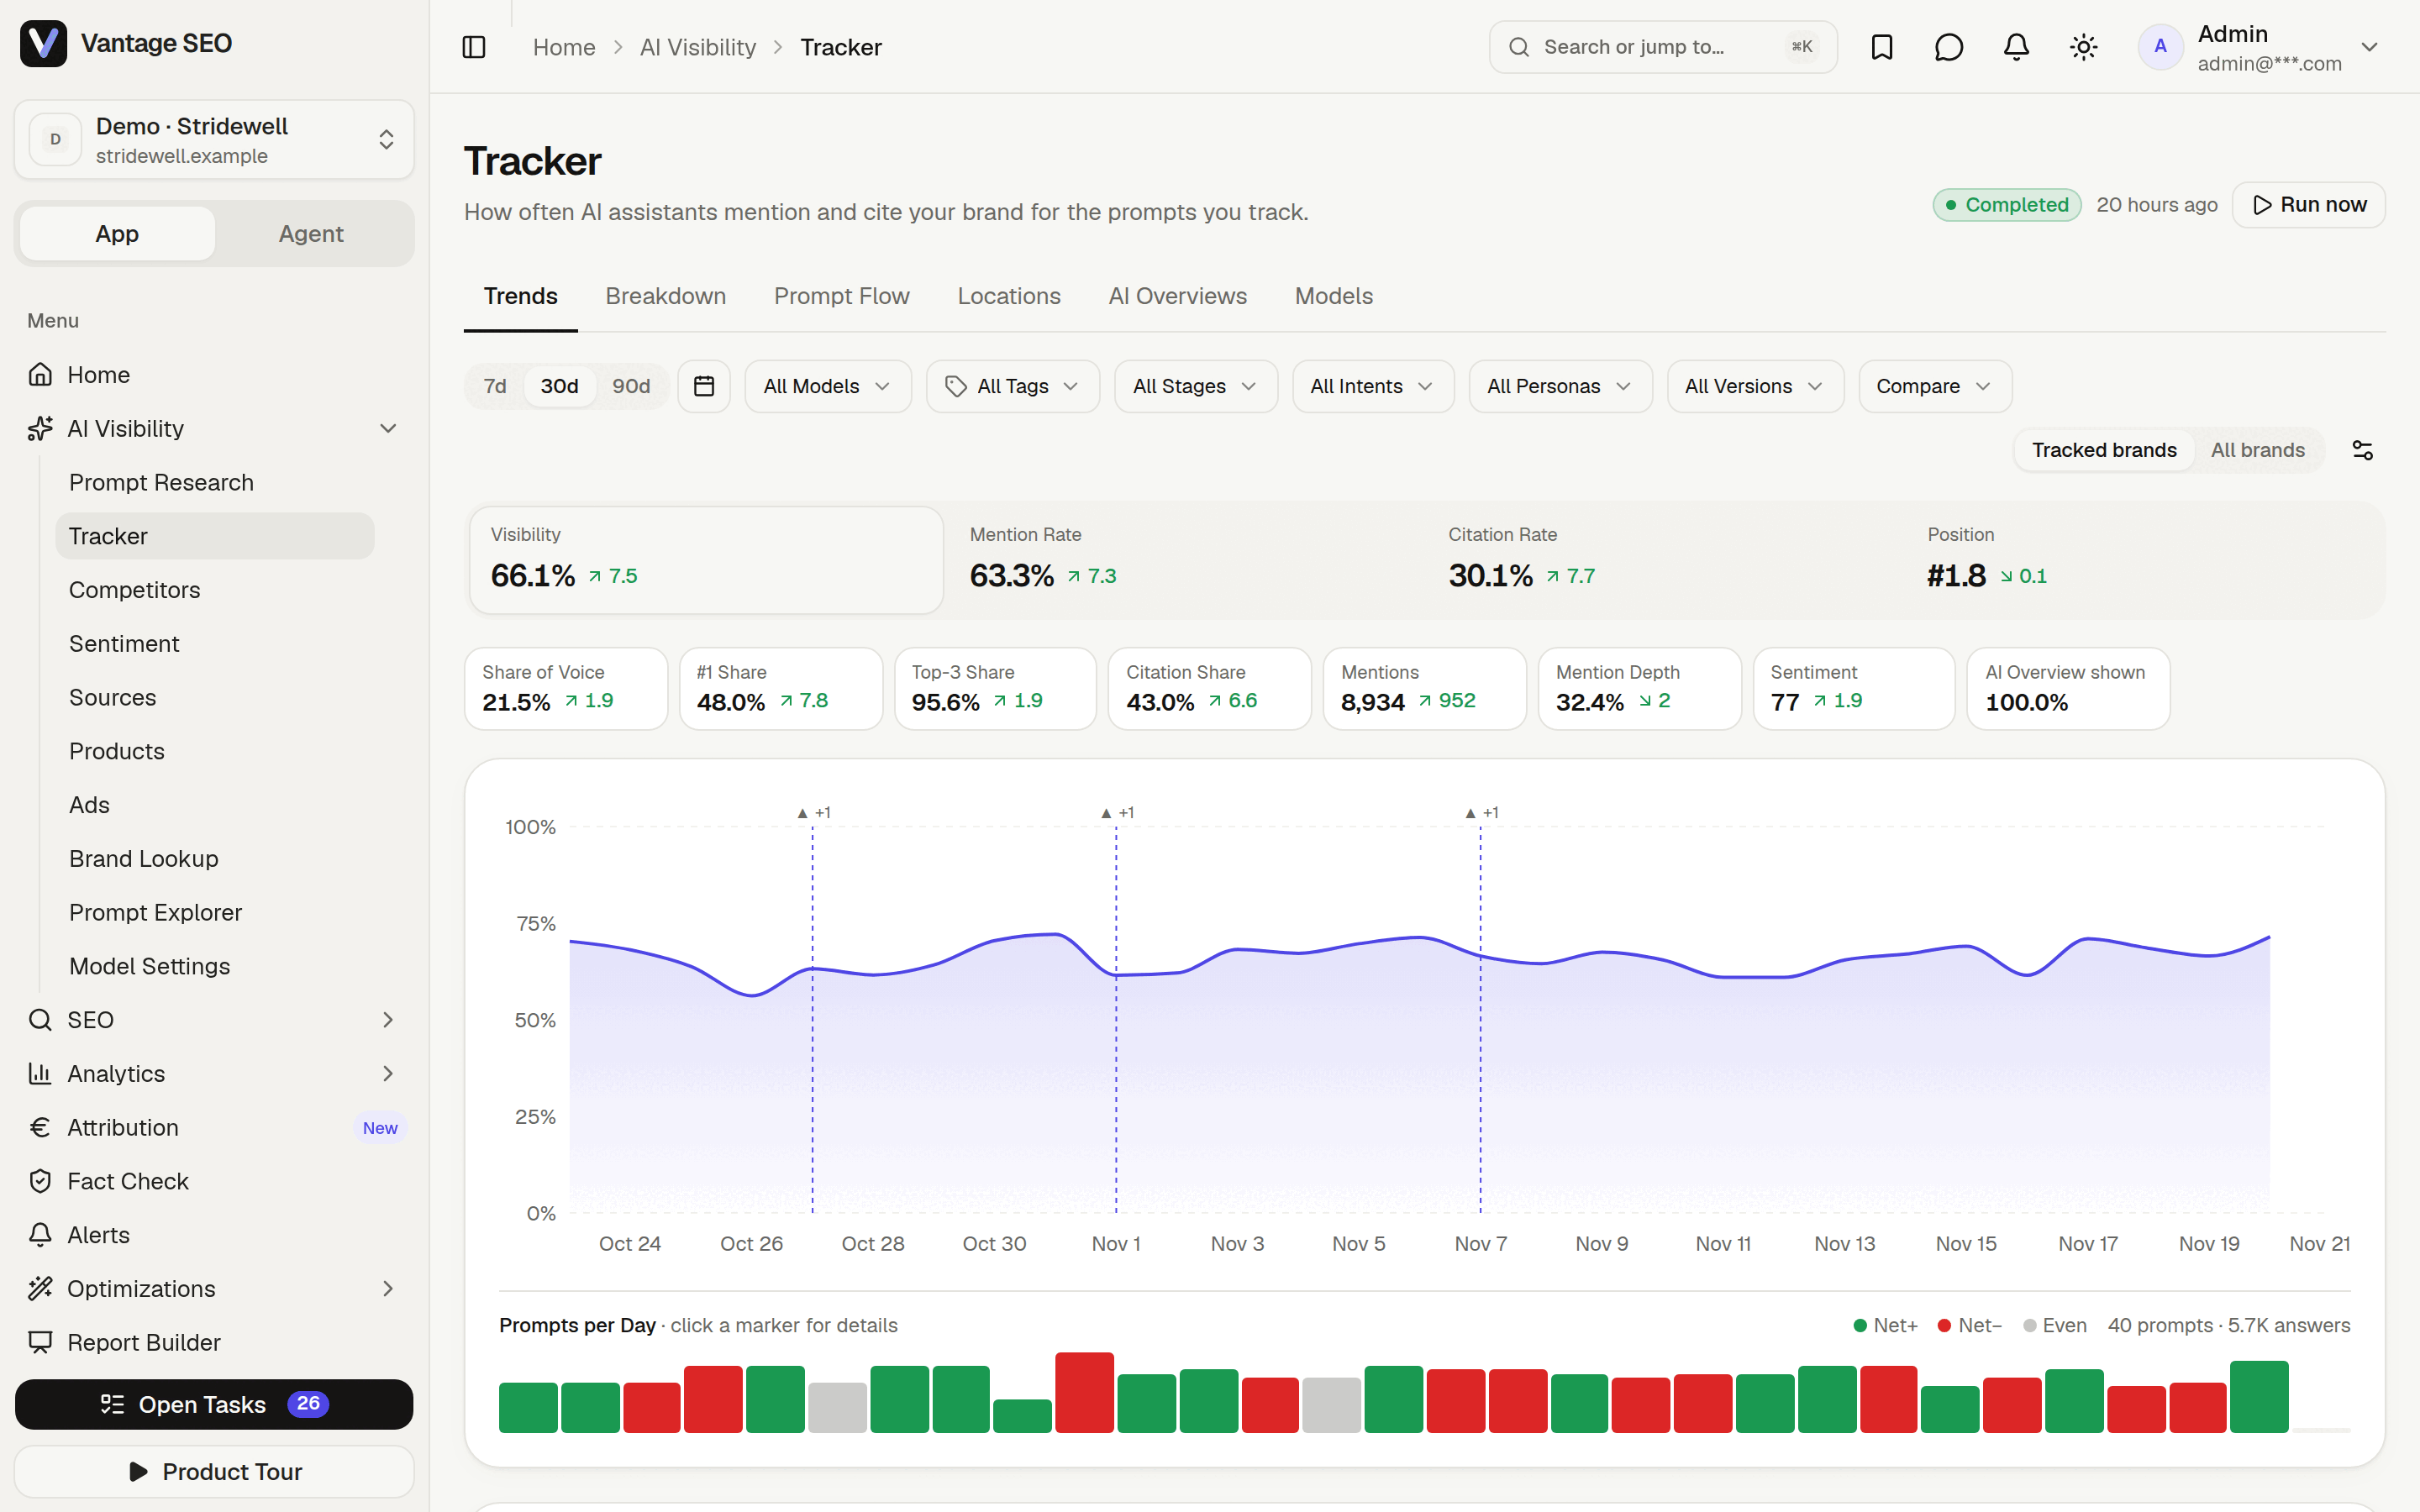 Vantage SEO
Demo · Stridewell
stridewell.example
D
App
Agent
Menu
Home
AI Visibility
Prompt Research
Tracker
Competitors
Sentiment
Sources
Products
Ads
Brand Lookup
Prompt Explorer
Model Settings
SEO
Analytics
Attribution New
Fact Check
Alerts
Optimizations
Report Builder
Open Tasks 26
Product Tour
Home > AI Visibility > Tracker
Search or jump to... ⌘K
A
Admin
admin@***.com
Tracker
How often AI assistants mention and cite your brand for the prompts you track.
Completed 20 hours ago Run now
Trends Breakdown Prompt Flow Locations AI Overviews Models
7d 30d 90d All Models All Tags All Stages All Intents All Personas All Versions Compare
Tracked brands All brands
Visibility Mention Rate Citation Rate Position
66.1% 7.5 63.3% 7.3 30.1% 7.7 #1.8 0.1
Share of Voice #1 Share Top-3 Share Citation Share Mentions Mention Depth Sentiment AI Overview shown
21.5% 1.9 48.0% 7.8 95.6% 1.9 43.0% 6.6 8,934 952 32.4% 2 77 1.9 100.0%
▲ +1 ▲ +1 ▲ +1
100%
75%
50%
25%
0%
Oct 24 Oct 26 Oct 28 Oct 30 Nov 1 Nov 3 Nov 5 Nov 7 Nov 9 Nov 11 Nov 13 Nov 15 Nov 17 Nov 19 Nov 21
Prompts per Day · click a marker for details
Net+ Net− Even 40 prompts · 5.7K answers